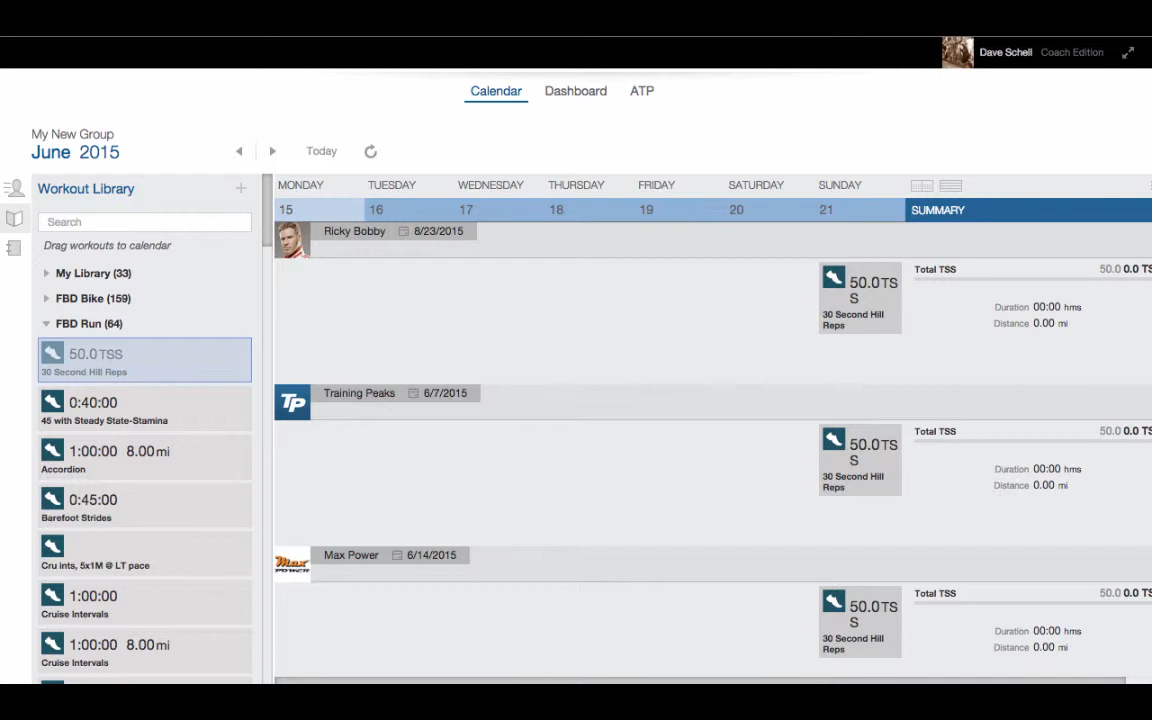 Dave Schell Coach Edition
Calendar Dashboard ATP
My New Group
June 2015
Today
Workout Library
Search
Drag workouts to calendar
My Library (33)
FBD Bike (159)
FBD Run (64)
50.0TSS
30 Second Hill Reps
0:40:00
45 with Steady State-Stamina
1:00:00 8.00mi
Accordion
0:45:00
Barefoot Strides
Cru ints, 5x1M @ LT pace
1:00:00
Cruise Intervals
1:00:00 8.00mi
Cruise Intervals
MONDAY TUESDAY WEDNESDAY THURSDAY FRIDAY SATURDAY SUNDAY
15 16 17 18 19 20 21 SUMMARY
Ricky Bobby 8/23/2015
50.0TS
S
30 Second Hill
Reps
Total TSS 50.0 0.0 TS
Duration 00:00 hms
Distance 0.00 mi
TP
Training Peaks 6/7/2015
50.0TS
S
30 Second Hill
Reps
Total TSS 50.0 0.0 TS
Duration 00:00 hms
Distance 0.00 mi
Max
POWER
Max Power 6/14/2015
50.0TS
S
30 Second Hill
Reps
Total TSS 50.0 0.0 TS
Duration 00:00 hms
Distance 0.00 mi